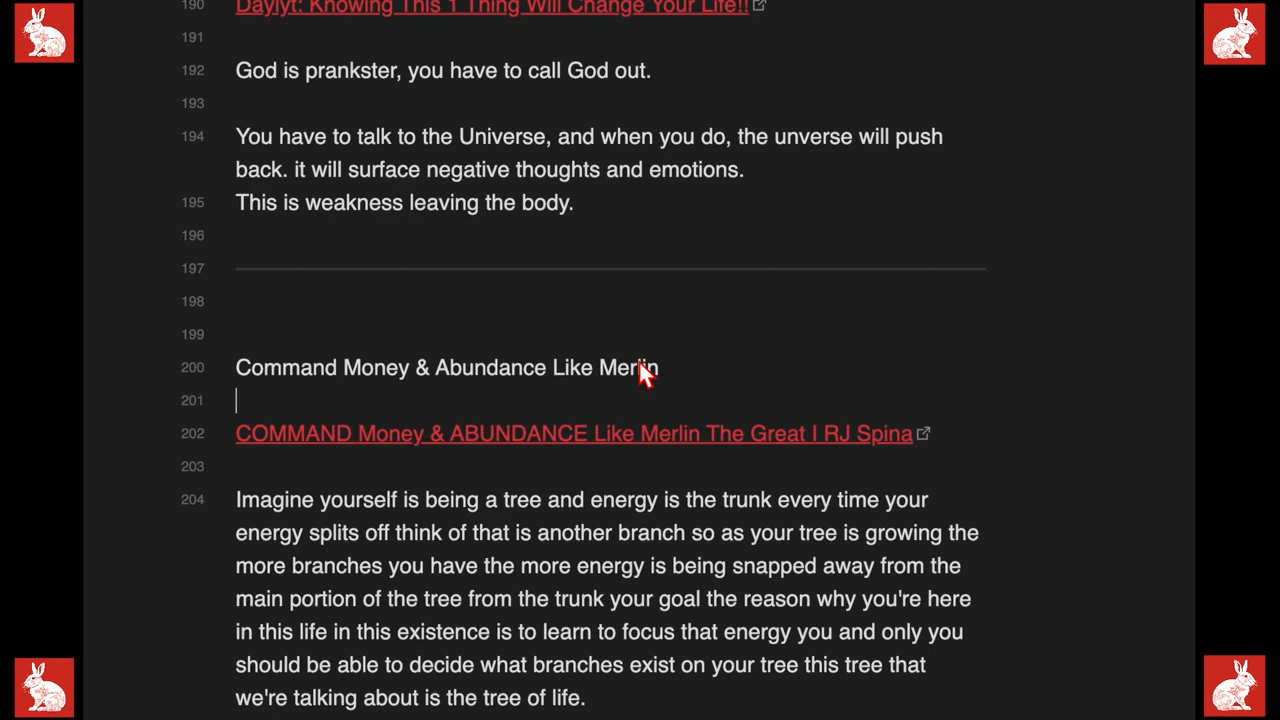 190 Daylyt: Knowing This 1 Thing Will Change Your Life!!
191
192 God is prankster, you have to call God out.
193
194 You have to talk to the Universe, and when you do, the unverse will push
back. it will surface negative thoughts and emotions.
195 This is weakness leaving the body.
196
197
198
199
200 Command Money & Abundance Like Merlin
201
202 COMMAND Money & ABUNDANCE Like Merlin The Great I RJ Spina
203
204 Imagine yourself is being a tree and energy is the trunk every time your
energy splits off think of that is another branch so as your tree is growing the
more branches you have the more energy is being snapped away from the
main portion of the tree from the trunk your goal the reason why you're here
in this life in this existence is to learn to focus that energy you and only you
should be able to decide what branches exist on your tree this tree that
we're talking about is the tree of life.